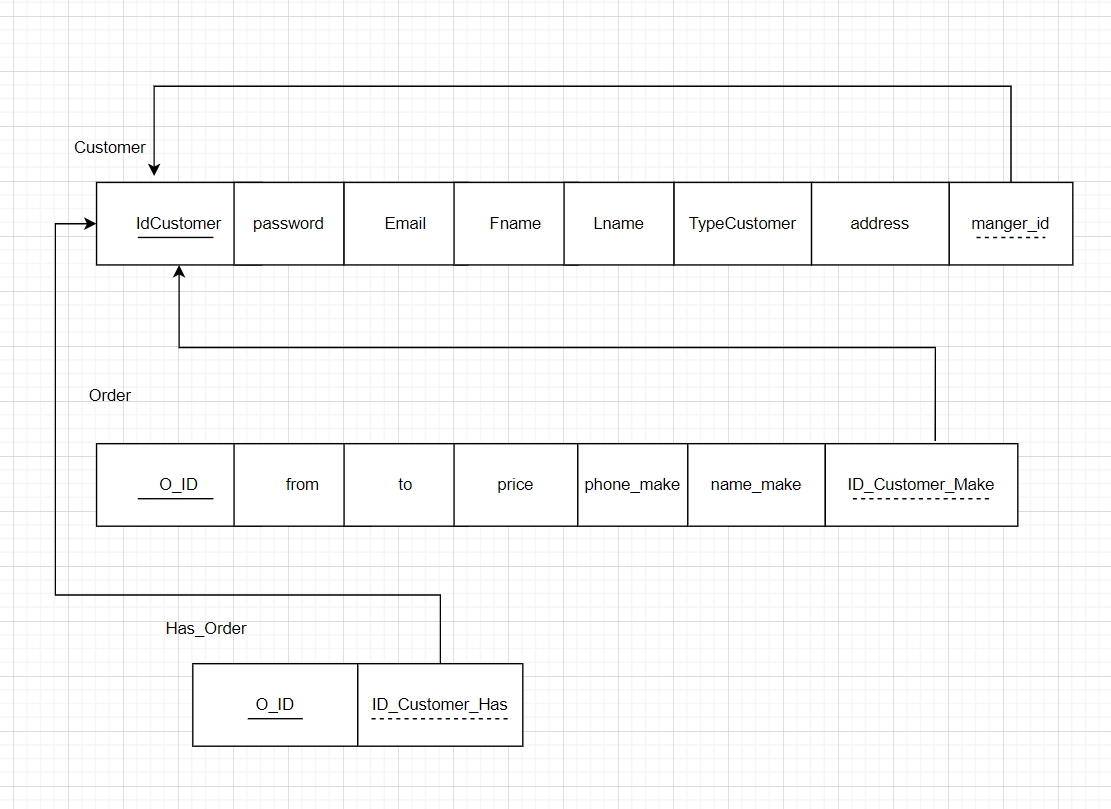 Customer
IdCustomer password Email Fname Lname TypeCustomer address manger_id
Order
O_ID from to price phone_make name_make ID_Customer_Make
Has_Order
O_ID ID_Customer_Has